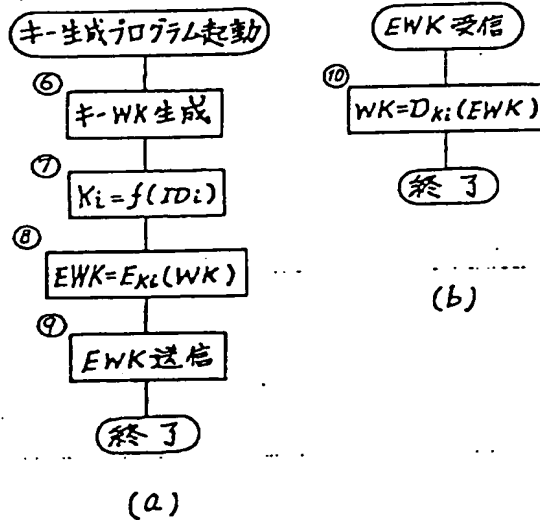 キー生成プログラム起動
⑥
キーWK生成
⑦
Ki=f(IDi)
⑧
EWK=EKi(WK)
⑨
EWK送信
終了
(a)
EWK受信
⑩
WK=DKi(EWK)
終了
(b)